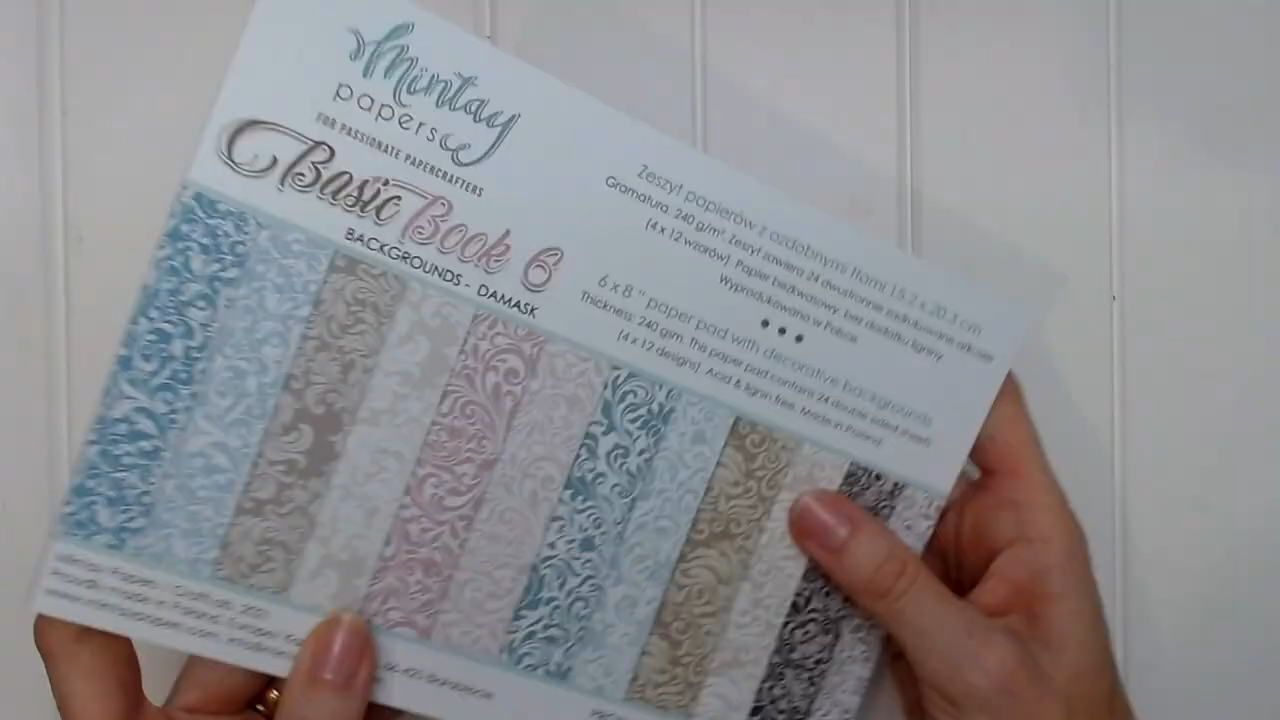 Mintay
papers
FOR PASSIONATE PAPERCRAFTERS
Basic Book 6
BACKGROUNDS - DAMASK
Zeszyt papierów z ozdobnymi tłami 15,2 x 20,3 cm
Gramatura: 240 g/m². Zeszyt zawiera 24 dwustronnie zadrukowane arkusze
(4 x 12 wzorów). Papier bezkwasowy, bez dodatku ligniny.
Wyprodukowano w Polsce
6 x 8 " paper pad with decorative backgrounds
Thickness: 240 gsm. This paper pad contains 24 double sided sheets
(4 x 12 designs). Acid & lignin free. Made in Poland